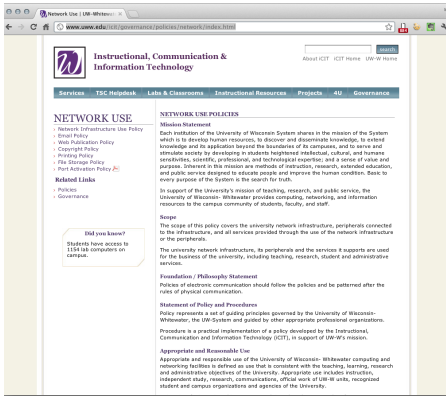 Network Use | UW-Whitewat
www.uww.edu/icit/governance/policies/network/index.html
Instructional, Communication &
Information Technology
search
About iCIT iCIT Home UW-W Home
Services TSC Helpdesk Labs & Classrooms Instructional Resources Projects 4U Governance
NETWORK USE
Network Infrastructure Use Policy
Email Policy
Web Publication Policy
Copyright Policy
Printing Policy
File Storage Policy
Port Activation Policy
Related Links
Policies
Governance
Did you know?
Students have access to
1154 lab computers on
campus.
NETWORK USE POLICIES
Mission Statement
Each institution of the University of Wisconsin System shares in the mission of the System
which is to develop human resources, to discover and disseminate knowledge, to extend
knowledge and its application beyond the boundaries of its campuses, and to serve and
stimulate society by developing in students heightened intellectual, cultural, and humane
sensitivities, scientific, professional, and technological expertise; and a sense of value and
purpose. Inherent in this mission are methods of instruction, research, extended education,
and public service designed to educate people and improve the human condition. Basic to
every purpose of the System is the search for truth.
In support of the University's mission of teaching, research, and public service, the
University of Wisconsin- Whitewater provides computing, networking, and information
resources to the campus community of students, faculty, and staff.
Scope
The scope of this policy covers the university network infrastructure, peripherals connected
to the infrastructure, and all services provided through the use of the network infrastructure
or the peripherals.
The university network infrastructure, its peripherals and the services it supports are used
for the business of the university, including teaching, research, student and administrative
services.
Foundation / Philosophy Statement
Policies of electronic communication should follow the policies and be patterned after the
rules of physical communication.
Statement of Policy and Procedures
Policy represents a set of guiding principles governed by the University of Wisconsin-
Whitewater, the UW-System and guided by other appropriate professional organizations.
Procedure is a practical implementation of a policy developed by the Instructional,
Communication and Information Technology (iCIT), in support of UW-W's mission.
Appropriate and Reasonable Use
Appropriate and responsible use of the University of Wisconsin- Whitewater computing and
networking facilities is defined as use that is consistent with the teaching, learning, research
and administrative objectives of the University. Appropriate use includes instruction,
independent study, research, communications, official work of UW-W units, recognized
student and campus organizations and agencies of the University.